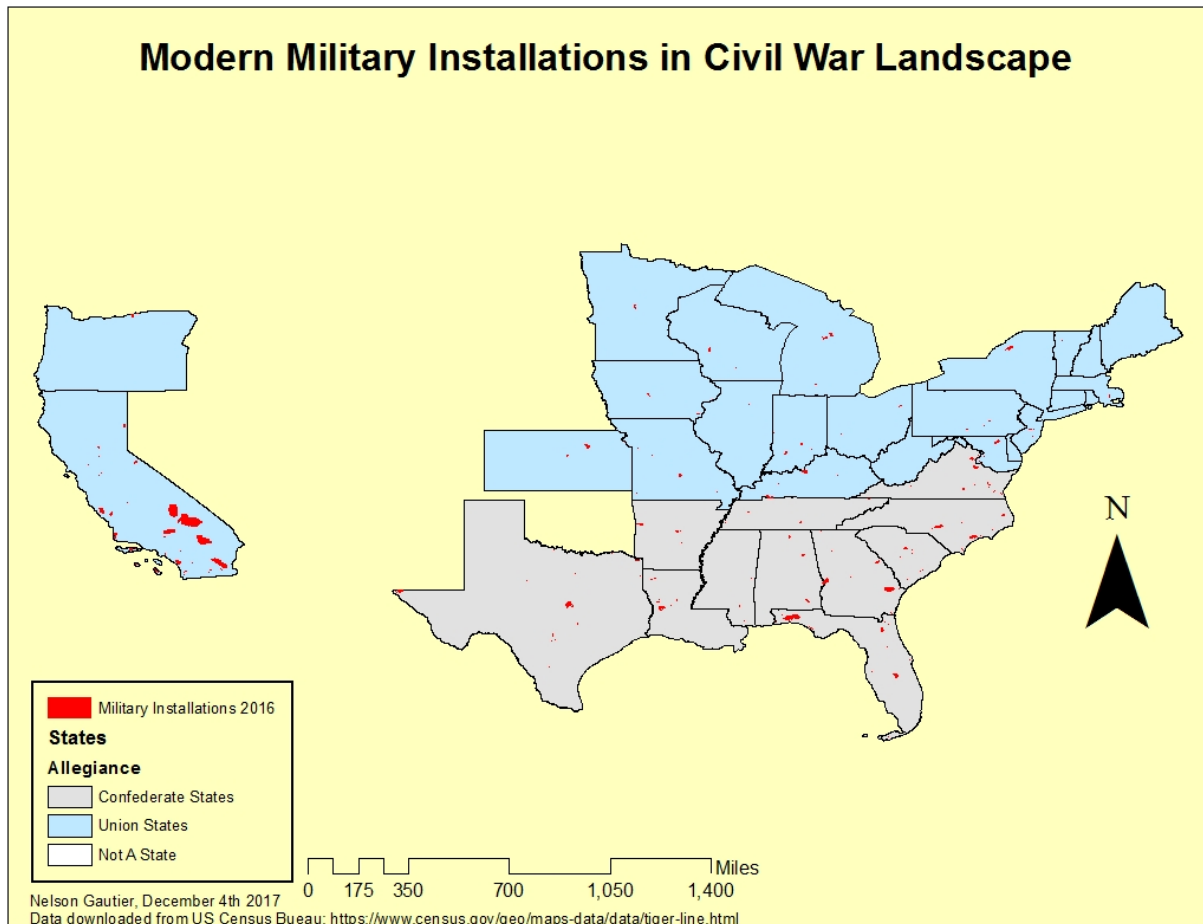 Modern Military Installations in Civil War Landscape
N
Military Installations 2016
States
Allegiance
Confederate States
Union States
Not A State
Miles
0 175 350 700 1,050 1,400
Nelson Gautier, December 4th 2017
Data downloaded from US Census Bueau: https://www.census.gov/geo/maps-data/data/tiger-line.html